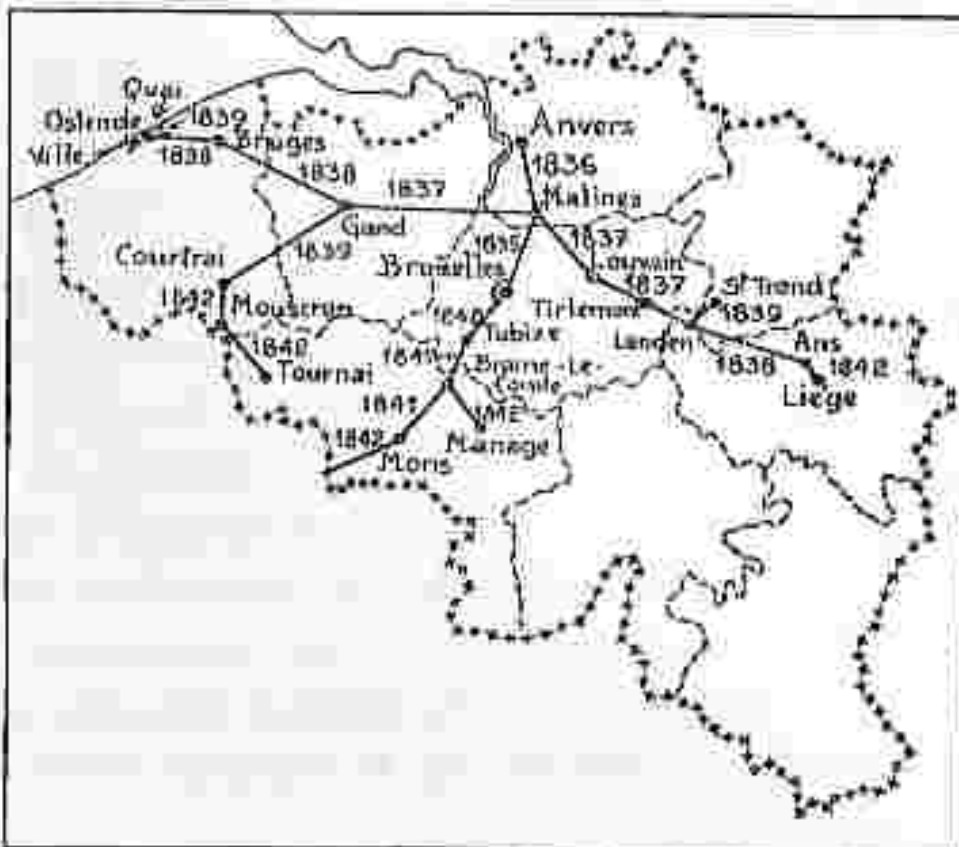 Quai
Ostende
Ville
1839
1838
Bruges
1838
1837
Anvers
1836
Malines
Gand
1839
Courtrai
1835
Bruxelles
1837
Louvain
1837
Tirlemont
St Trond
1839
Landen
Ans
1838
1842
Liege
1842
Mouscron
1842
Tournai
1840
Tubize
1841
Braine-Le-
Comte
1841
1842
Manage
1842
Mons